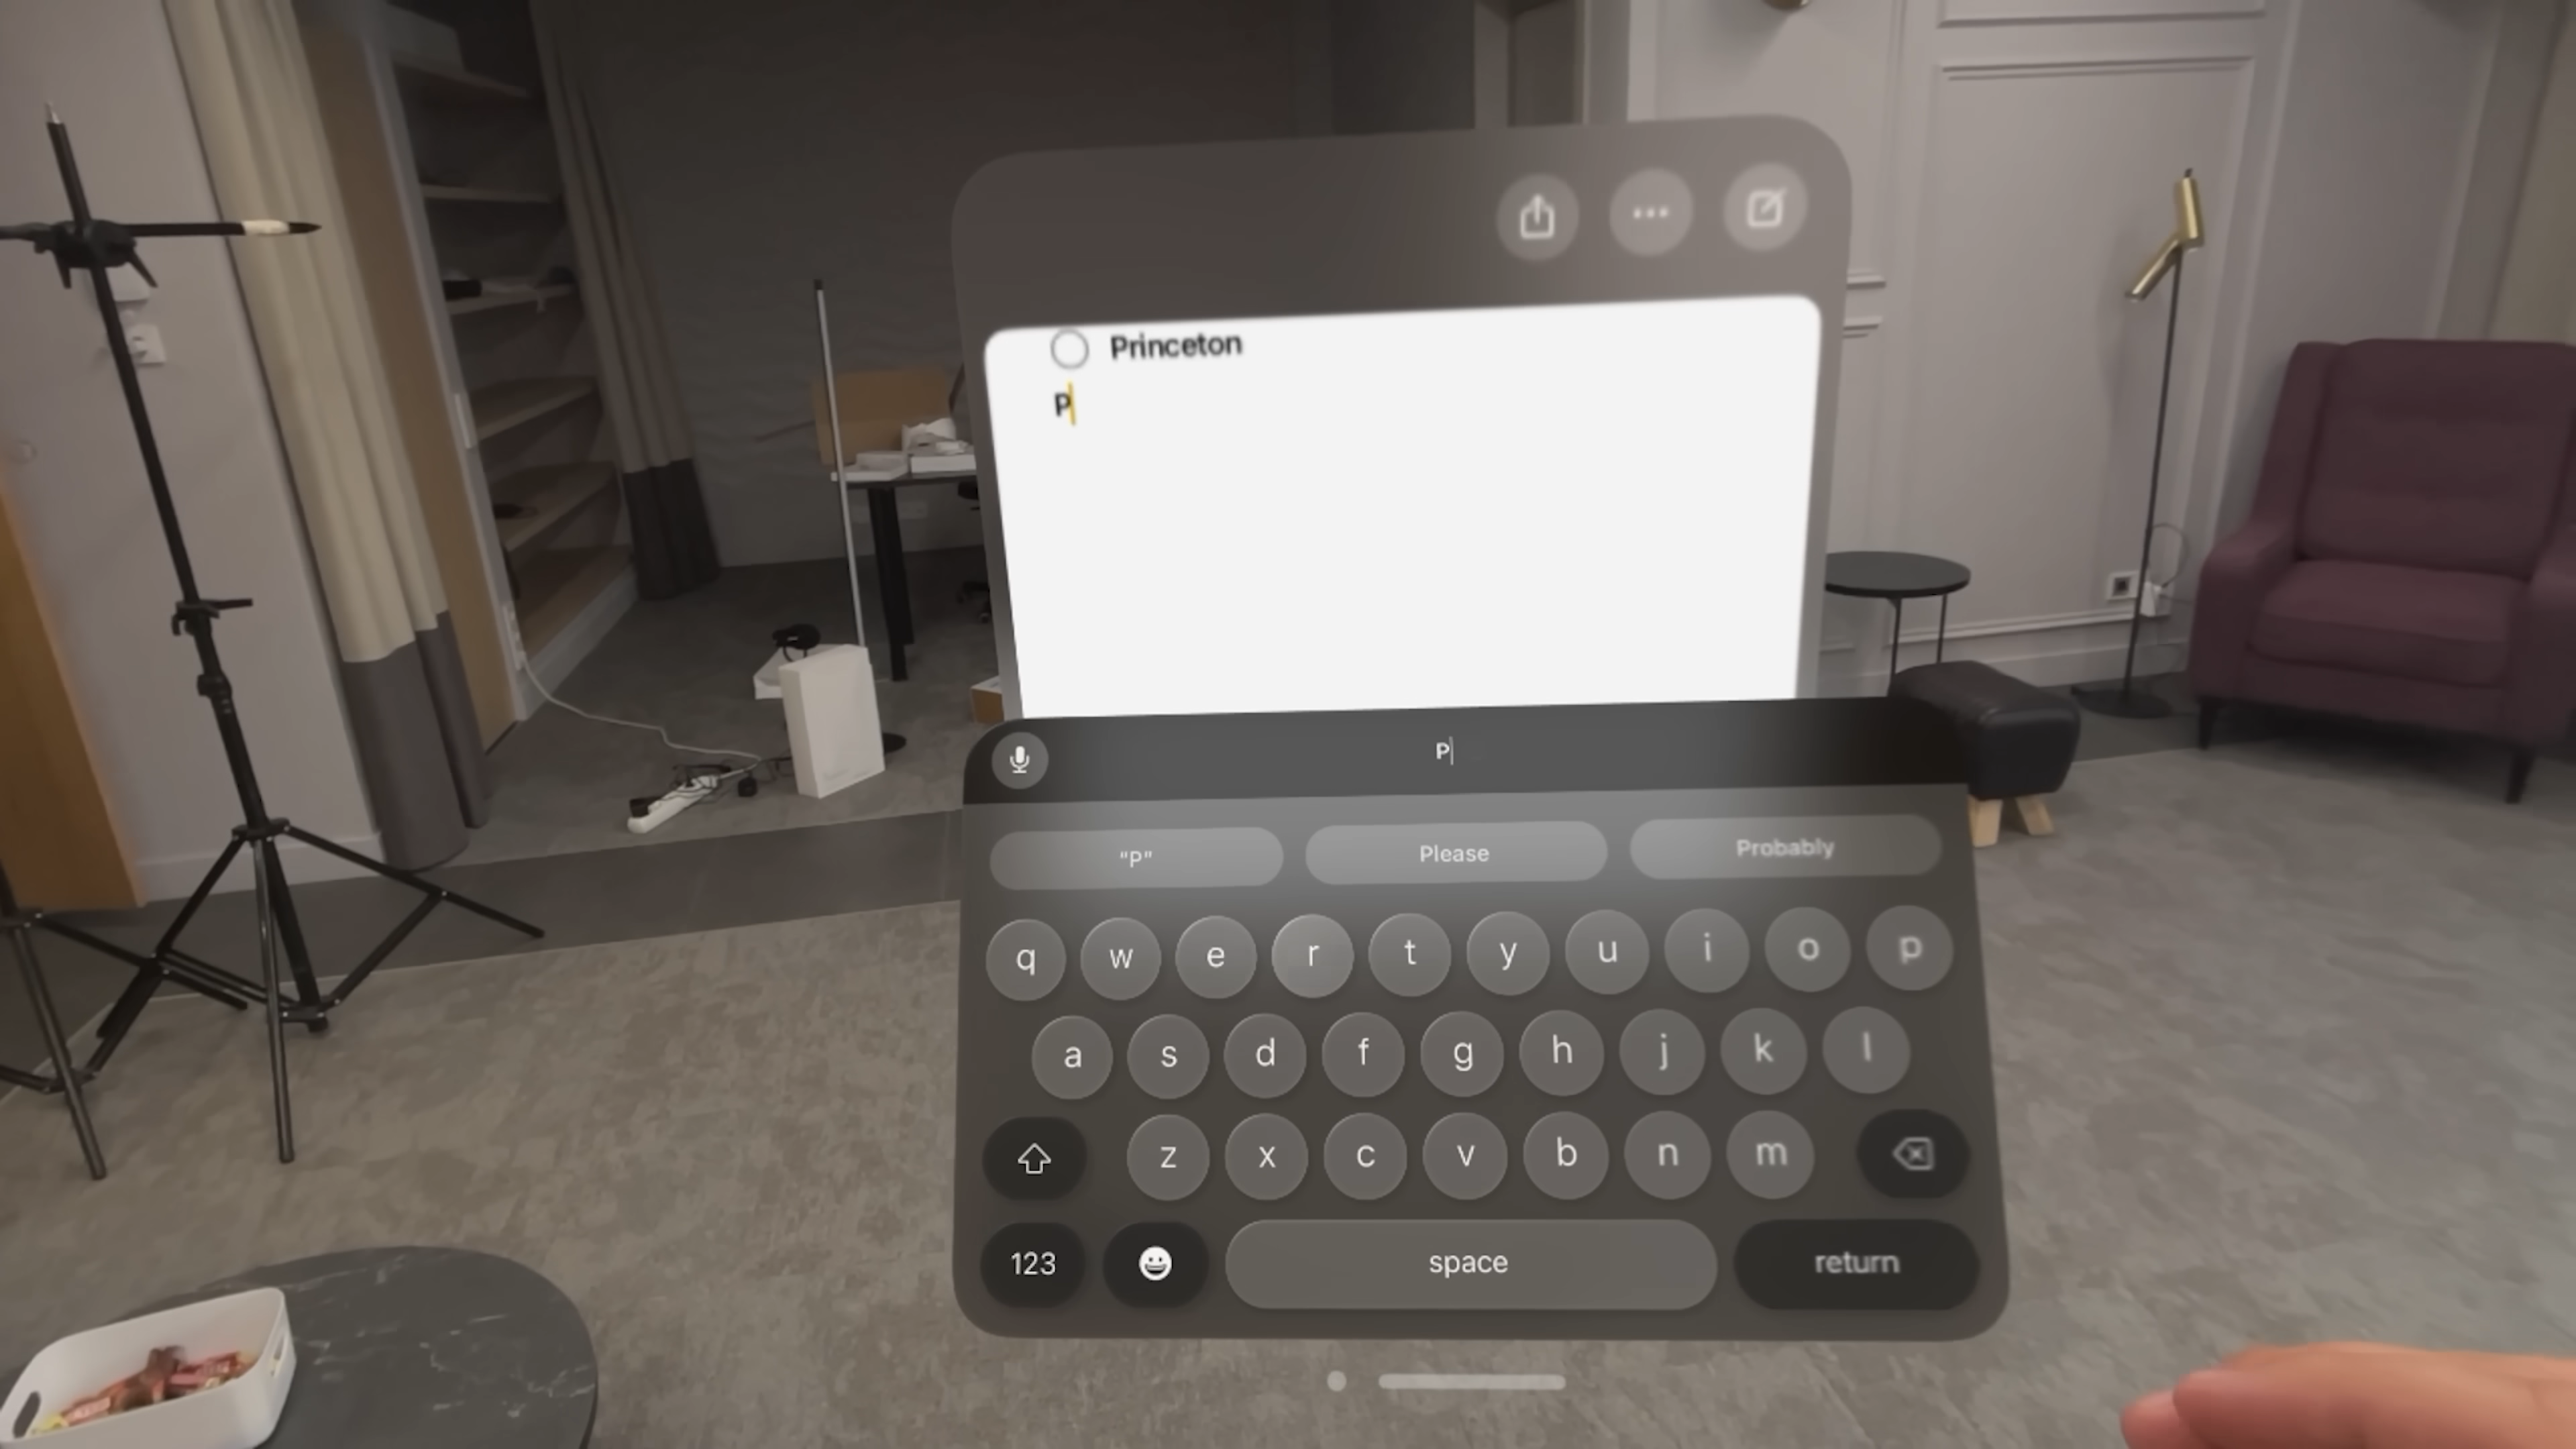 Princeton
P
P
"P" Please Probably
q w e r t y u i o p
a s d f g h j k l
z x c v b n m
123 space return